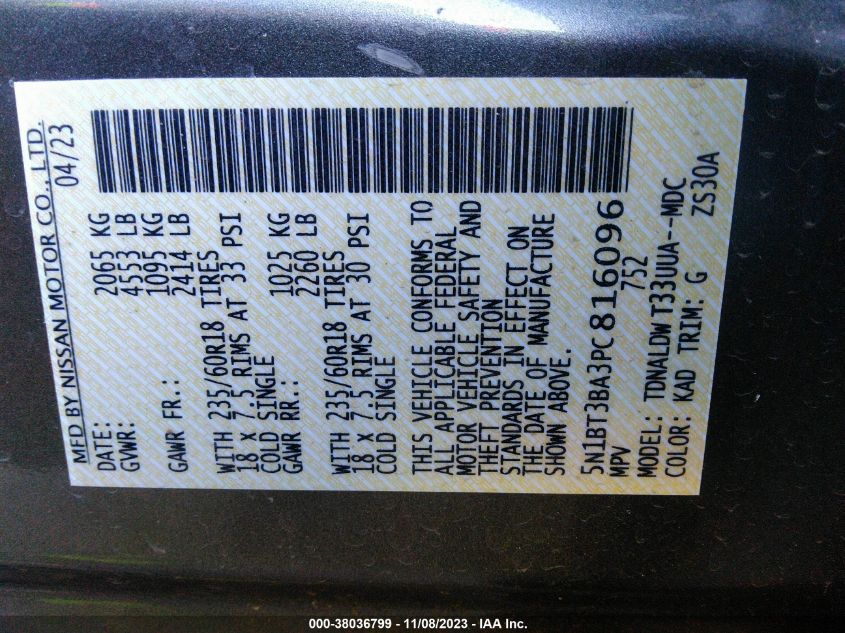 MFD BY NISSAN MOTOR CO., LTD.
DATE: 04/23
GVWR: 2065 KG
4553 LB
GAWR FR.: 1095 KG
2414 LB
WITH 235/60R18 TIRES
18 X 7.5 RIMS AT 33 PSI
COLD SINGLE
GAWR RR.: 1025 KG
2260 LB
WITH 235/60R18 TIRES
18 X 7.5 RIMS AT 30 PSI
COLD SINGLE
THIS VEHICLE CONFORMS TO
ALL APPLICABLE FEDERAL
MOTOR VEHICLE SAFETY AND
THEFT PREVENTION
STANDARDS IN EFFECT ON
THE DATE OF MANUFACTURE
SHOWN ABOVE.
5N1BT3BA3PC816096
MPV 752
MODEL: TDNALDW T33UUA--MDC
COLOR: KAD TRIM: G ZS30A
000-38036799 - 11/08/2023 - IAA Inc.